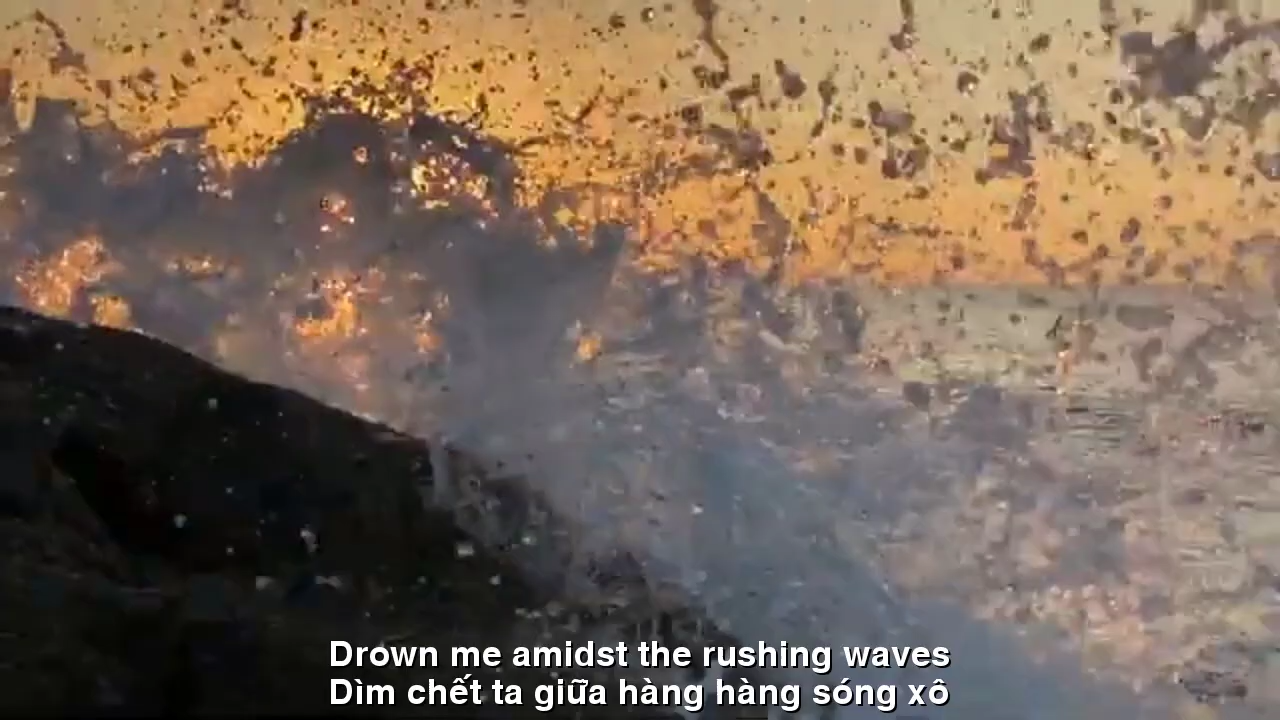 Drown me amidst the rushing waves
Dìm chết ta giữa hàng hàng sóng xô